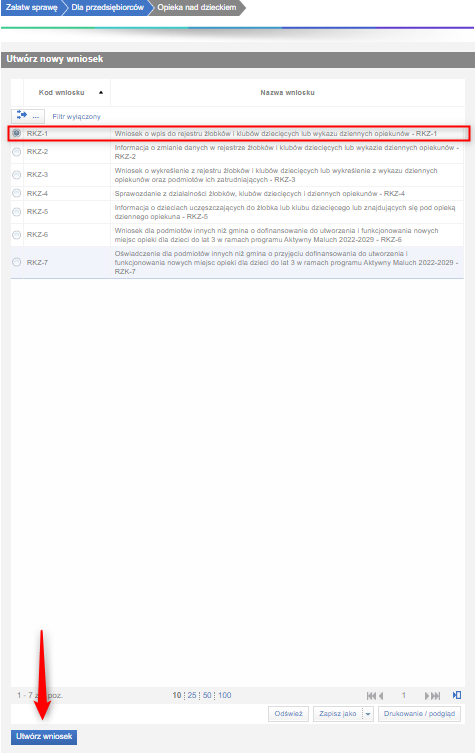 Załatw sprawę Dla przedsiębiorców Opieka nad dzieckiem
Utwórz nowy wniosek
Kod wniosku Nazwa wniosku
... Filtr wyłączony
RKZ-1 Wniosek o wpis do rejestru żłobków i klubów dziecięcych lub wykazu dziennych opiekunów - RKZ-1
RKZ-2 Informacja o zmianie danych w rejestrze żłobków i klubów dziecięcych lub wykazie dziennych opiekunów -
RKZ-2
RKZ-3 Wniosek o wykreślenie z rejestru żłobków i klubów dziecięcych lub wykreślenie z wykazu dziennych
opiekunów oraz podmiotów ich zatrudniających - RKZ-3
RKZ-4 Sprawozdanie z działalności żłobków, klubów dziecięcych i dziennych opiekunów - RKZ-4
RKZ-5 Informacja o dzieciach uczęszczających do żłobka lub klubu dziecięcego lub znajdujących się pod opieką
dziennego opiekuna - RKZ-5
RKZ-6 Wniosek dla podmiotów innych niż gmina o dofinansowanie do utworzenia i funkcjonowania nowych
miejsc opieki dla dzieci do lat 3 w ramach programu Aktywny Maluch 2022-2029 - RKZ-6
RKZ-7 Oświadczenie dla podmiotów innych niż gmina o przyjęciu dofinansowania do utworzenia i
funkcjonowania nowych miejsc opieki dla dzieci do lat 3 w ramach programu Aktywny Maluch 2022-2029 -
RZK-7
1 - 7 z poz. 10 25 50 100 1
Odśwież Zapisz jako Drukowanie / podgląd
Utwórz wniosek